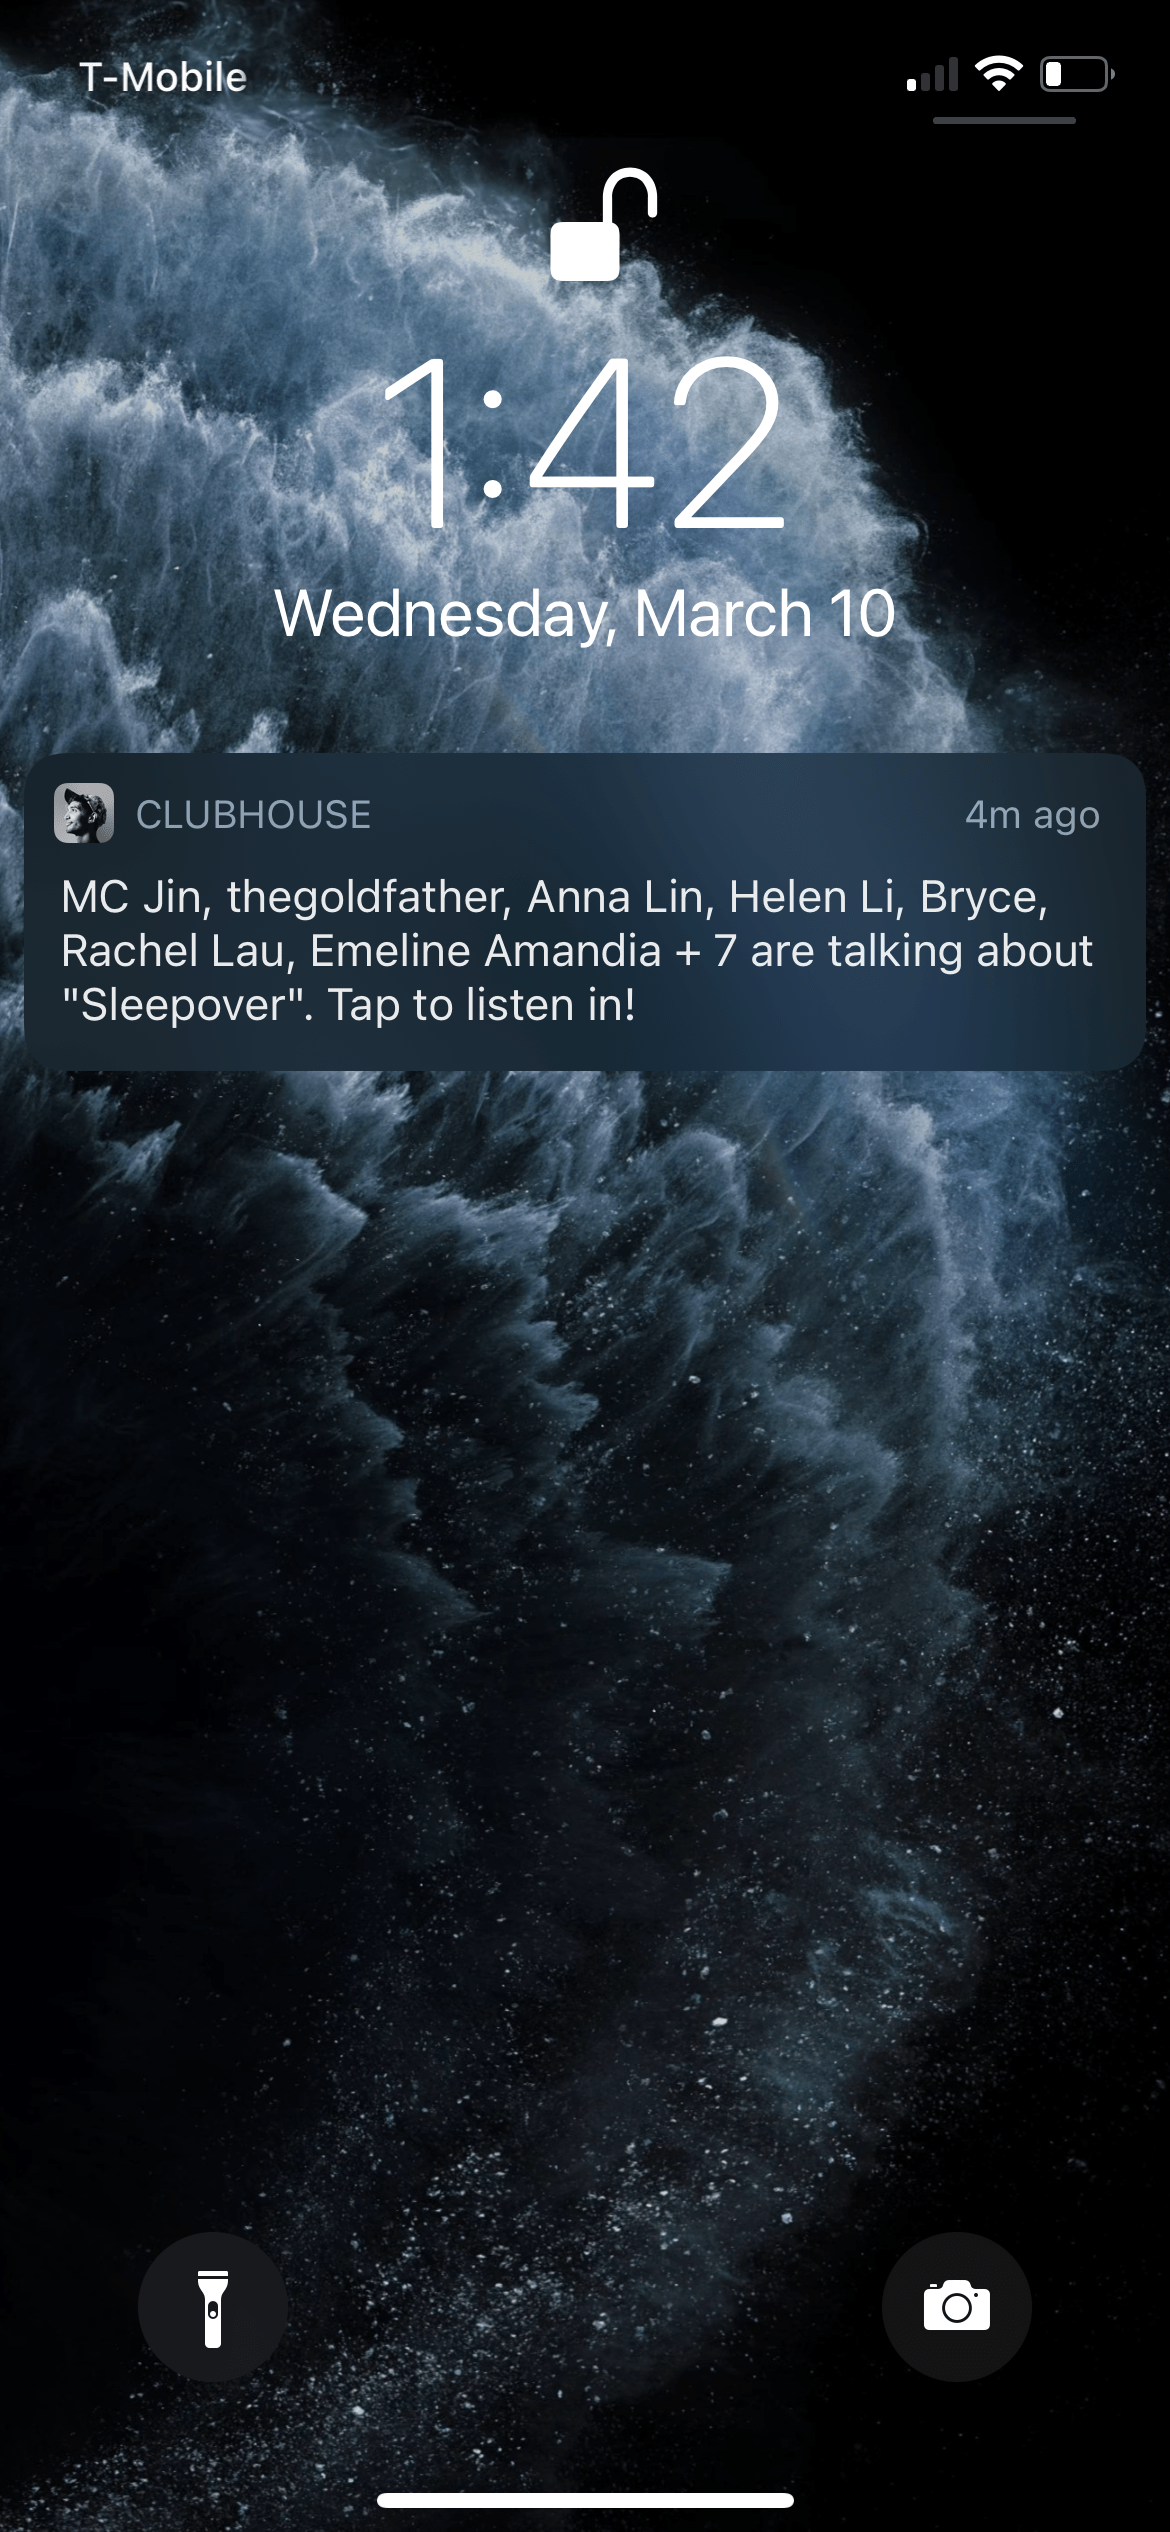 T-Mobile
1:42
Wednesday, March 10
CLUBHOUSE 4m ago
MC Jin, thegoldfather, Anna Lin, Helen Li, Bryce,
Rachel Lau, Emeline Amandia + 7 are talking about
"Sleepover". Tap to listen in!